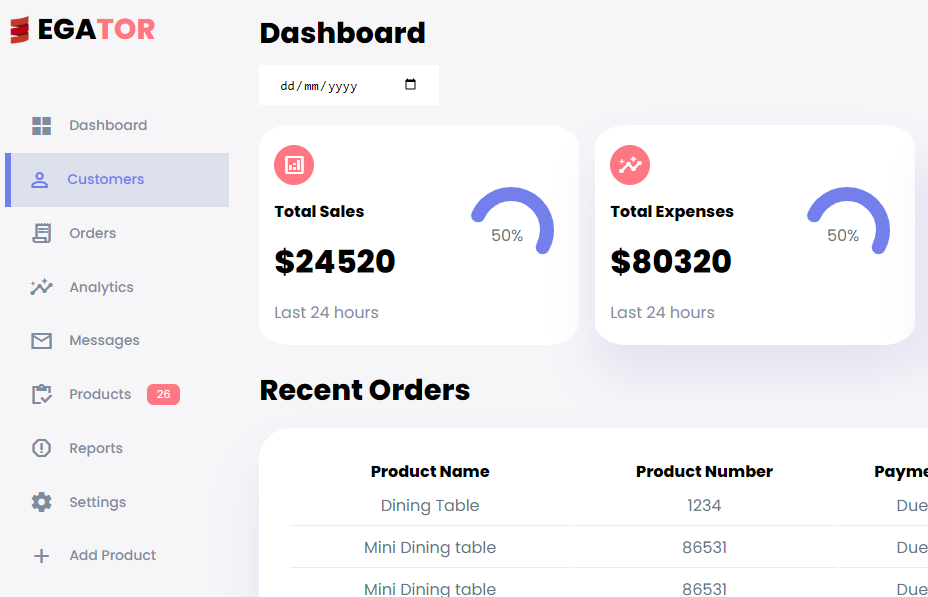 EGATOR
Dashboard
Customers
Orders
Analytics
Messages
Products 26
Reports
Settings
Add Product
Dashboard
dd/mm/yyyy
Total Sales
$24520
50%
Last 24 hours
Total Expenses
$80320
50%
Last 24 hours
Recent Orders
Product Name Product Number Payme
Dining Table 1234 Due
Mini Dining table 86531 Due
Mini Dining table 86531 Due